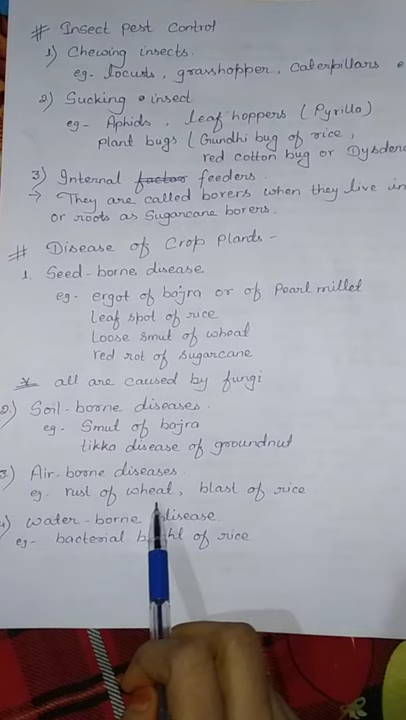 # Insect Pest Control
1) Chewing insects.
eg- locusts, grasshopper, Caterpillars
2) Sucking insect
eg- Aphids, leaf hoppers (Pyrilla)
plant bugs (Gundhi bug of rice,
red cotton bug or Dysderc
3) Internal factor feeders.
→ They are called borers when they live in
or roots as Sugarcane borers.
# Disease of Crop Plants -
1. Seed-borne disease
eg- ergot of bajra or of Pearl millet
Leaf spot of rice
Loose smut of wheat
red rot of sugarcane
* all are caused by fungi
2.) Soil-borne diseases.
eg- Smut of bajra
tikka disease of groundnut
3) Air-borne diseases.
eg. rust of wheat, blast of rice
4) water-borne disease
eg- bacterial of rice